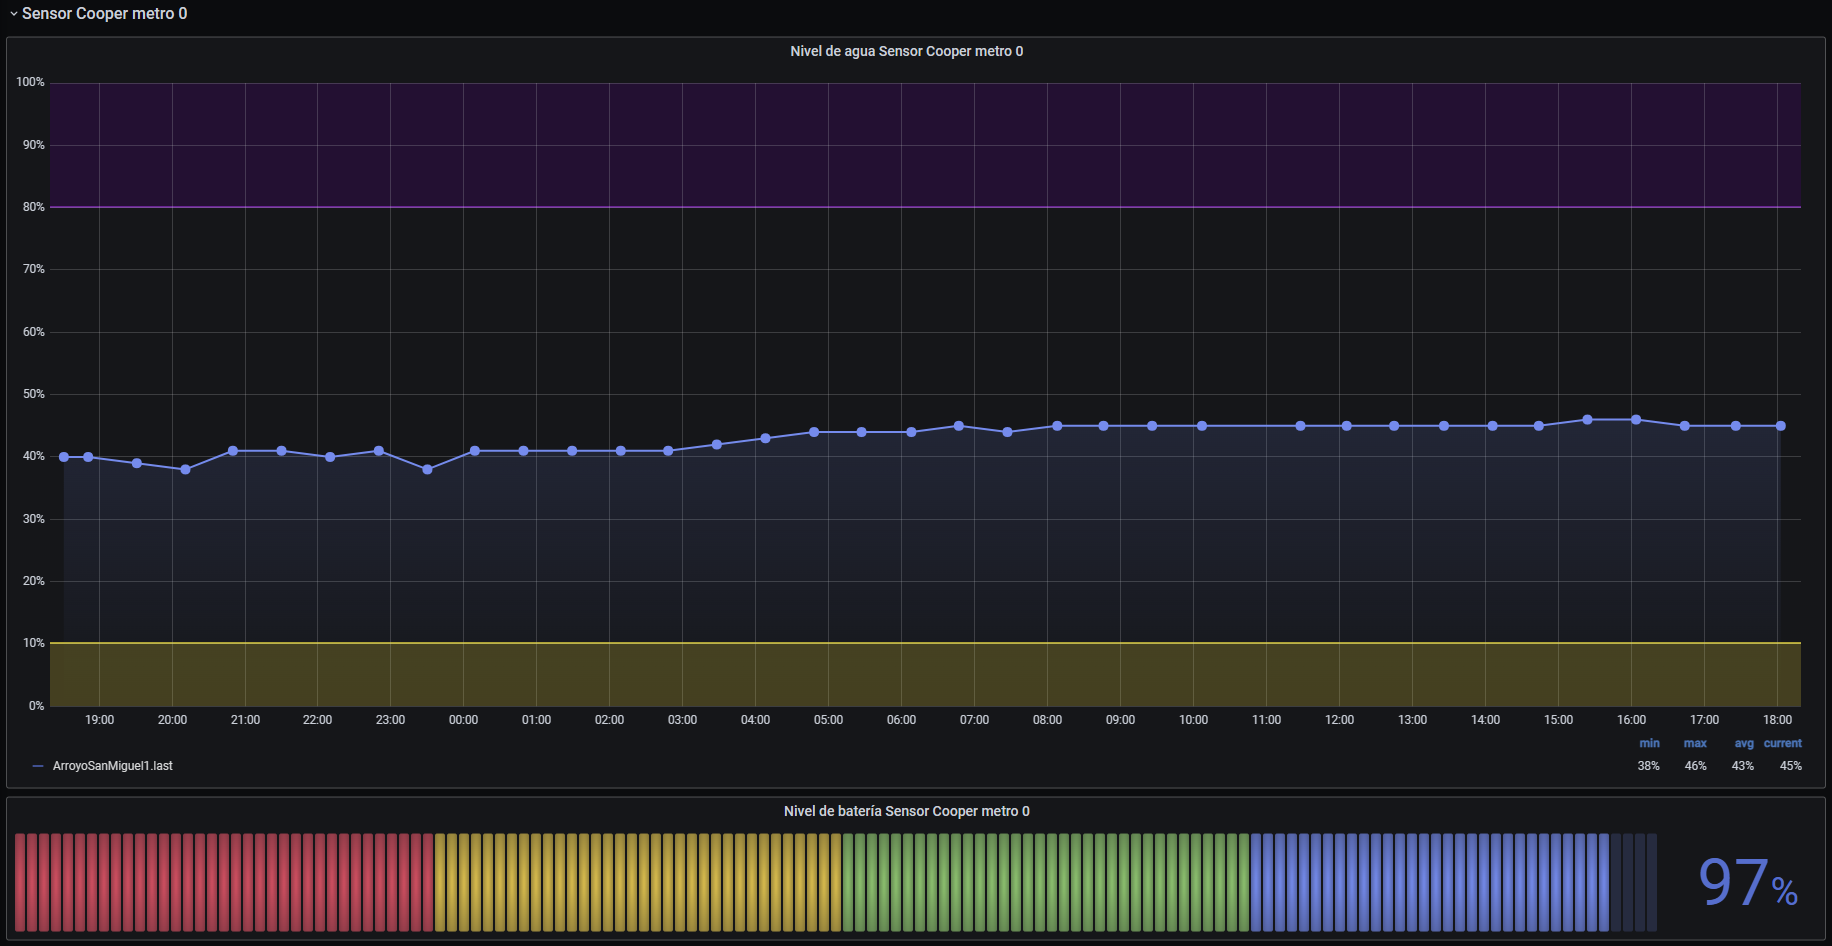 Sensor Cooper metro 0
Nivel de agua Sensor Cooper metro 0
100%
90%
80%
70%
60%
50%
40%
30%
20%
10%
0%
19:00 20:00 21:00 22:00 23:00 00:00 01:00 02:00 03:00 04:00 05:00 06:00 07:00 08:00 09:00 10:00 11:00 12:00 13:00 14:00 15:00 16:00 17:00 18:00
min max avg current
ArroyoSanMiguel1.last 38% 46% 43% 45%
Nivel de batería Sensor Cooper metro 0
97%